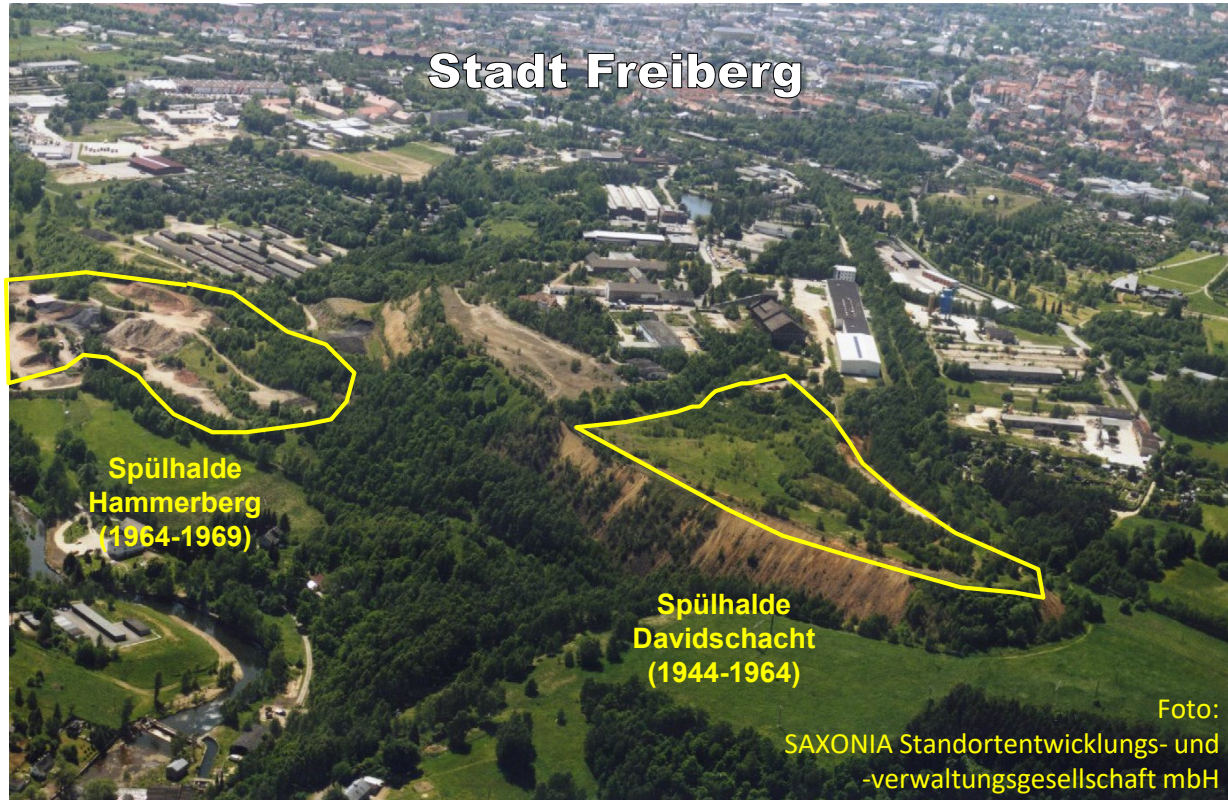 Stadt Freiberg
Spülhalde
Hammerberg
(1964-1969)
Spülhalde
Davidschacht
(1944-1964)
Foto:
SAXONIA Standortentwicklungs- und
-verwaltungsgesellschaft mbH